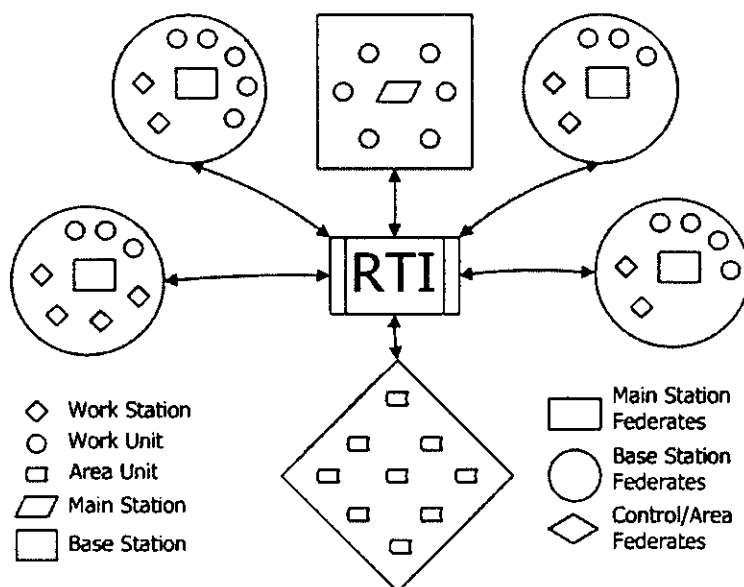 RTI
Work Station
Work Unit
Area Unit
Main Station
Base Station
Main Station
Federates
Base Station
Federates
Control/Area
Federates